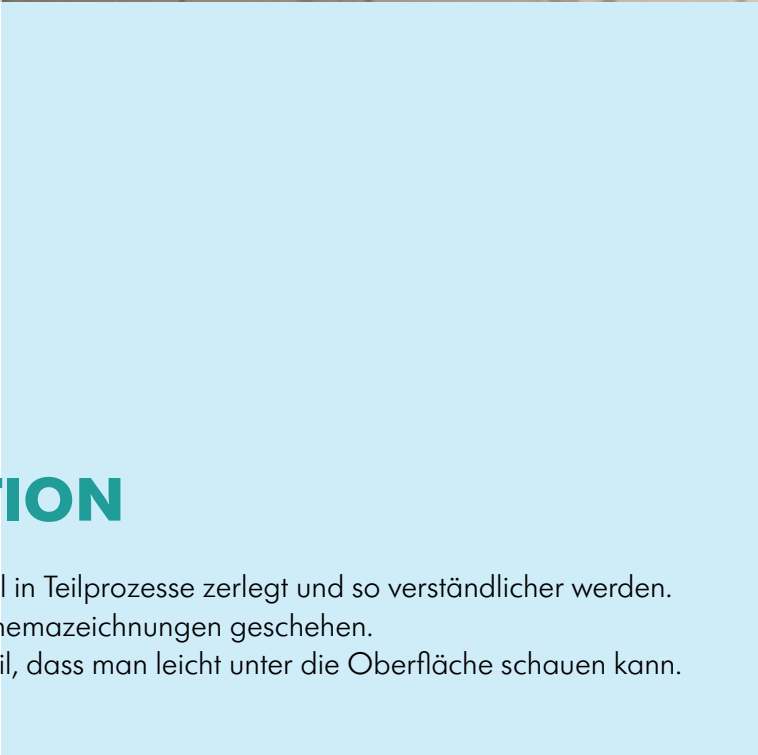 TION
l in Teilprozesse zerlegt und so verständlicher werden.
hemazeichnungen geschehen.
il, dass man leicht unter die Oberfläche schauen kann.